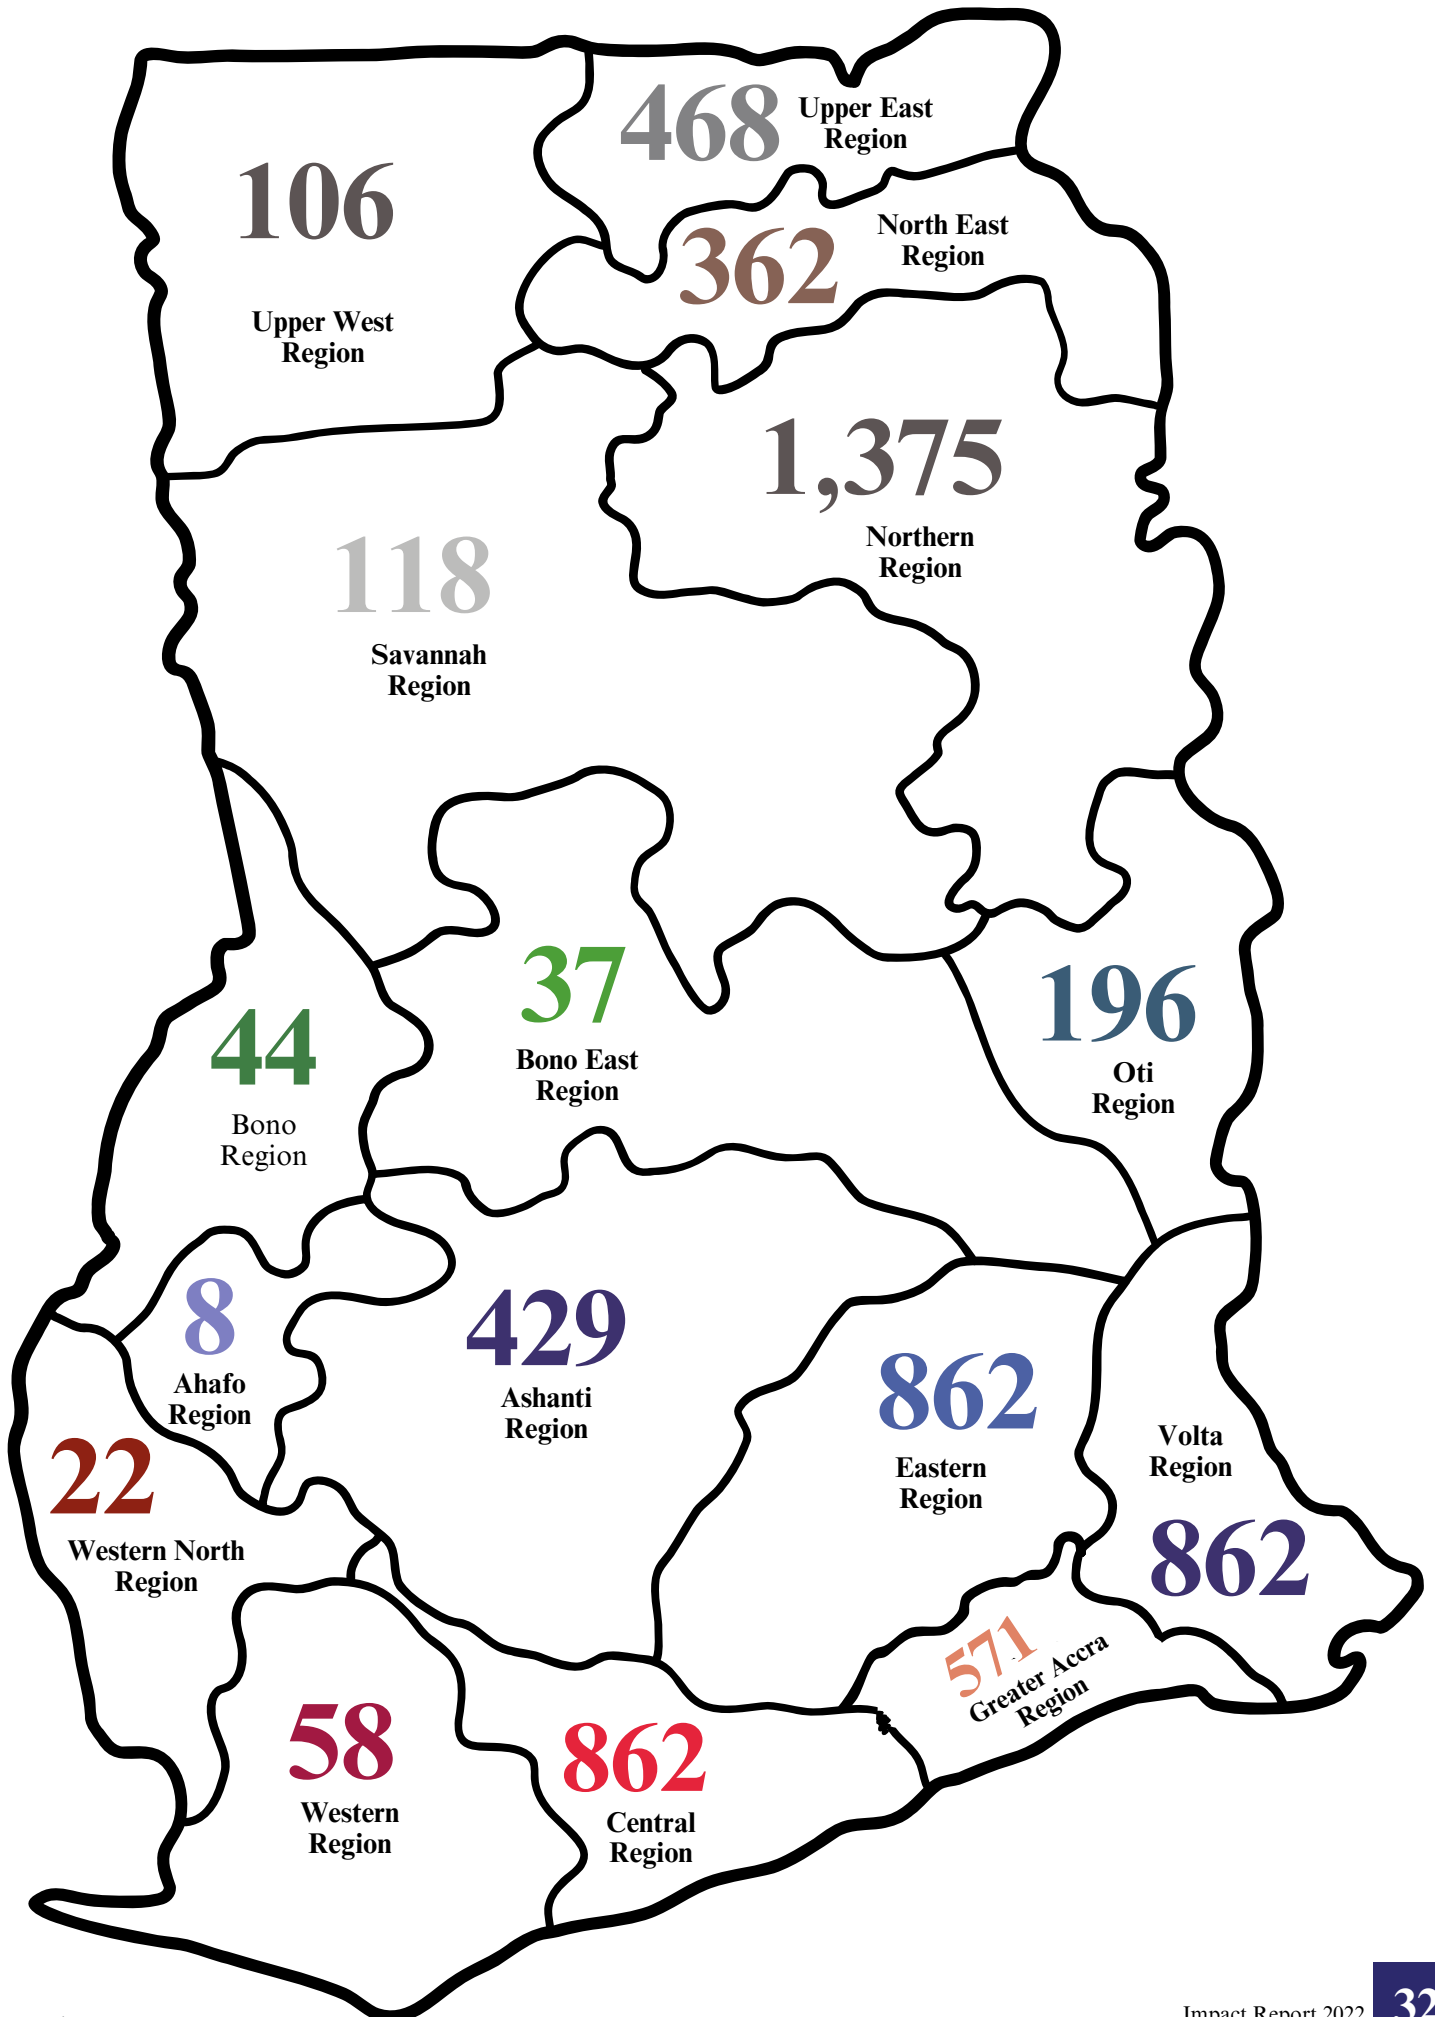 468
Upper East
Region
106
Upper West
Region
362
North East
Region
1,375
Northern
Region
118
Savannah
Region
37
Bono East
Region
196
Oti
Region
44
Bono
Region
8
Ahafo
Region
429
Ashanti
Region
862
Eastern
Region
Volta
Region
862
22
Western North
Region
571
Greater Accra
Region
58
Western
Region
862
Central
Region
Impact Report 2022
32